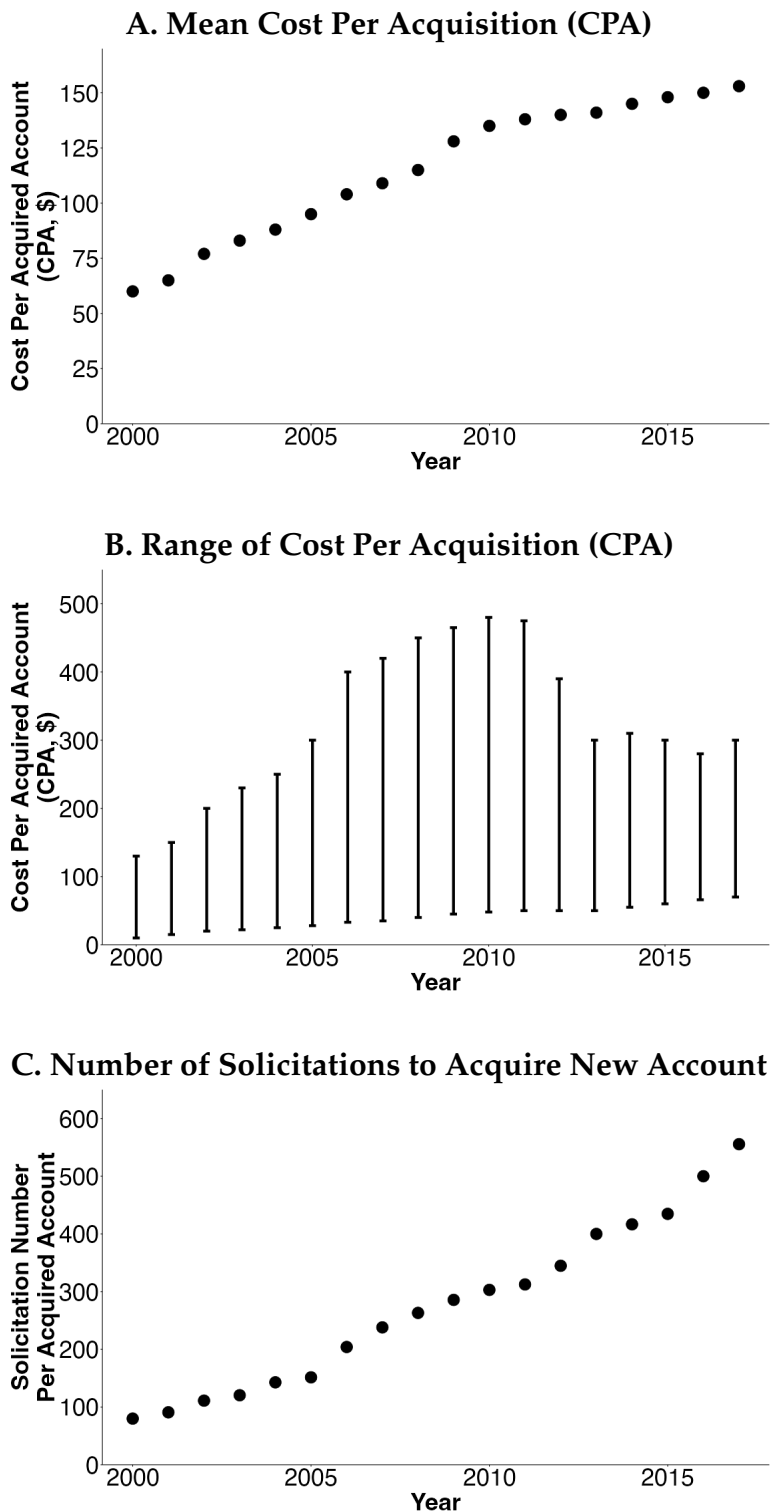 A. Mean Cost Per Acquisition (CPA)
Cost Per Acquired Account
(CPA, $)
150
125
100
75
50
25
0
2000 2005 2010 2015
Year
B. Range of Cost Per Acquisition (CPA)
Cost Per Acquired Account
(CPA, $)
500
400
300
200
100
0
2000 2005 2010 2015
Year
C. Number of Solicitations to Acquire New Account
Solicitation Number
Per Acquired Account
600
500
400
300
200
100
0
2000 2005 2010 2015
Year